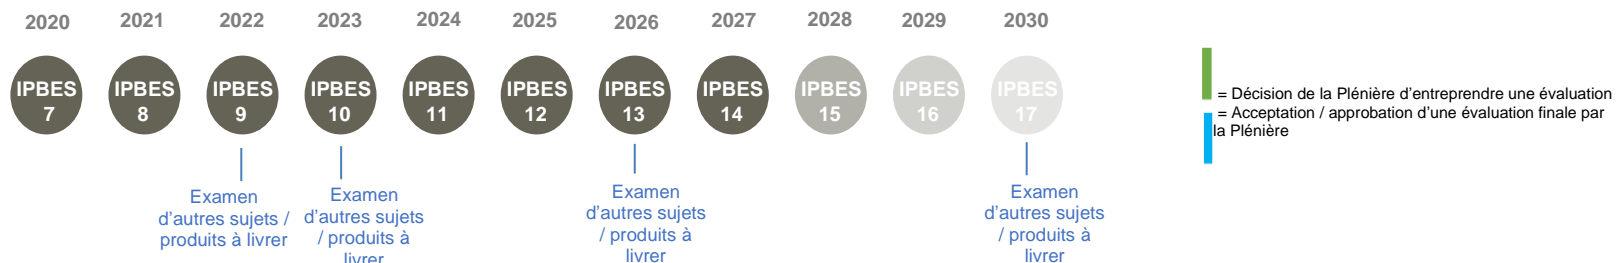 2020 2021 2022 2023 2024 2025 2026 2027 2028 2029 2030
IPBES 7
IPBES 8
IPBES 9
IPBES 10
IPBES 11
IPBES 12
IPBES 13
IPBES 14
IPBES 15
IPBES 16
IPBES 17
= Décision de la Plénière d'entreprendre une évaluation
= Acceptation / approbation d'une évaluation finale par
la Plénière
Examen
d'autres sujets /
produits à livrer
Examen
d'autres sujets
/ produits à
livrer
Examen
d'autres sujets
/ produits à
livrer
Examen
d'autres sujets
/ produits à
livrer